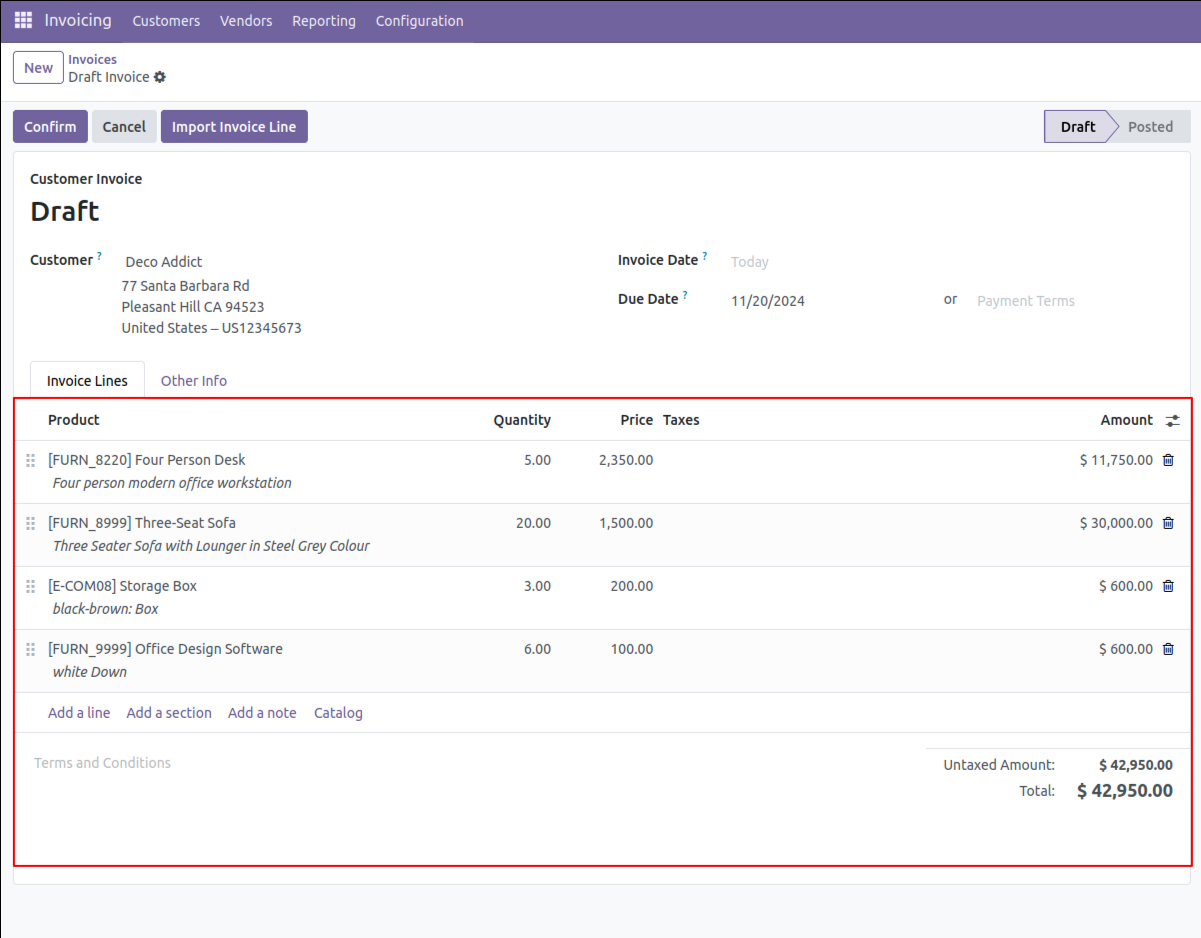 Invoicing Customers Vendors Reporting Configuration
New Invoices
Draft Invoice
Confirm Cancel Import Invoice Line Draft Posted
Customer Invoice
Draft
Customer ? Deco Addict Invoice Date ? Today
77 Santa Barbara Rd
Pleasant Hill CA 94523
United States – US12345673
Due Date ? 11/20/2024 or Payment Terms
Invoice Lines Other Info
Product Quantity Price Taxes Amount
[FURN_8220] Four Person Desk 5.00 2,350.00 $ 11,750.00
Four person modern office workstation
[FURN_8999] Three-Seat Sofa 20.00 1,500.00 $ 30,000.00
Three Seater Sofa with Lounger in Steel Grey Colour
[E-COM08] Storage Box 3.00 200.00 $ 600.00
black-brown: Box
[FURN_9999] Office Design Software 6.00 100.00 $ 600.00
white Down
Add a line Add a section Add a note Catalog
Terms and Conditions
Untaxed Amount: $ 42,950.00
Total: $ 42,950.00